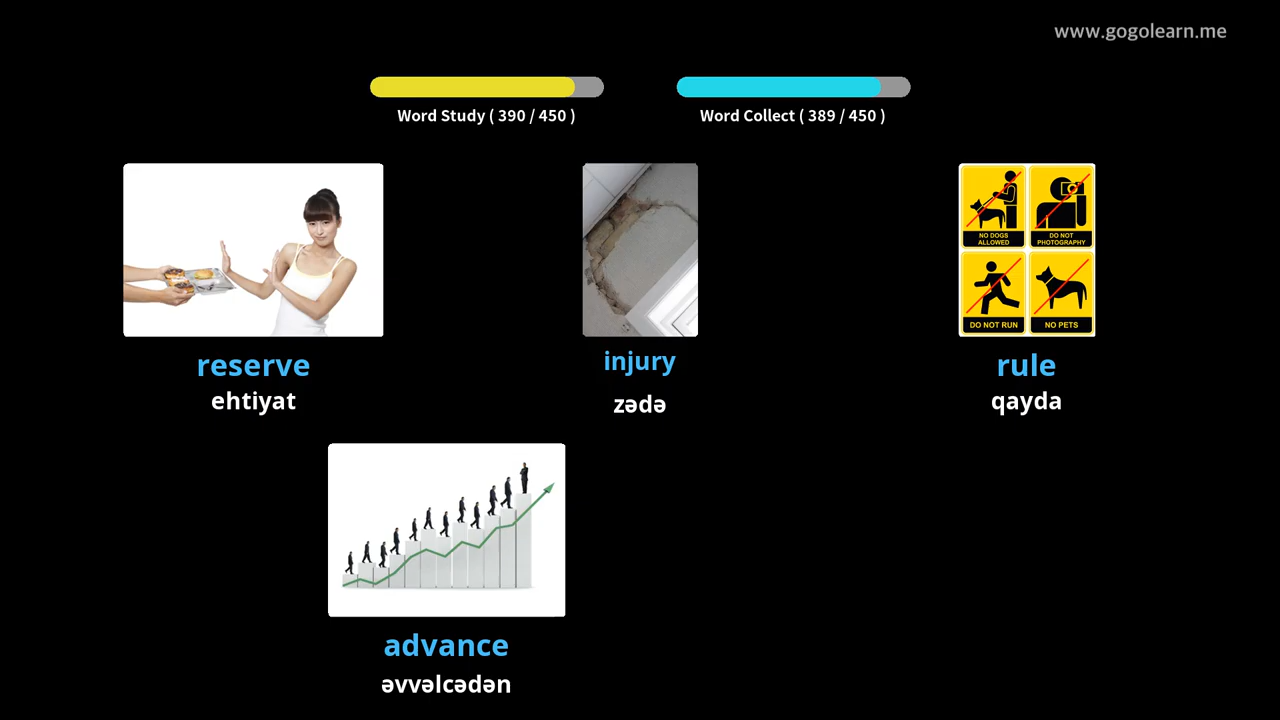 www.gogolearn.me
Word Study ( 390 / 450 )
Word Collect ( 389 / 450 )
NO DOGS
ALLOWED
DO NOT
PHOTOGRAPHY
DO NOT RUN
NO PETS
reserve
ehtiyat
injury
zədə
rule
qayda
advance
əvvəlcədən